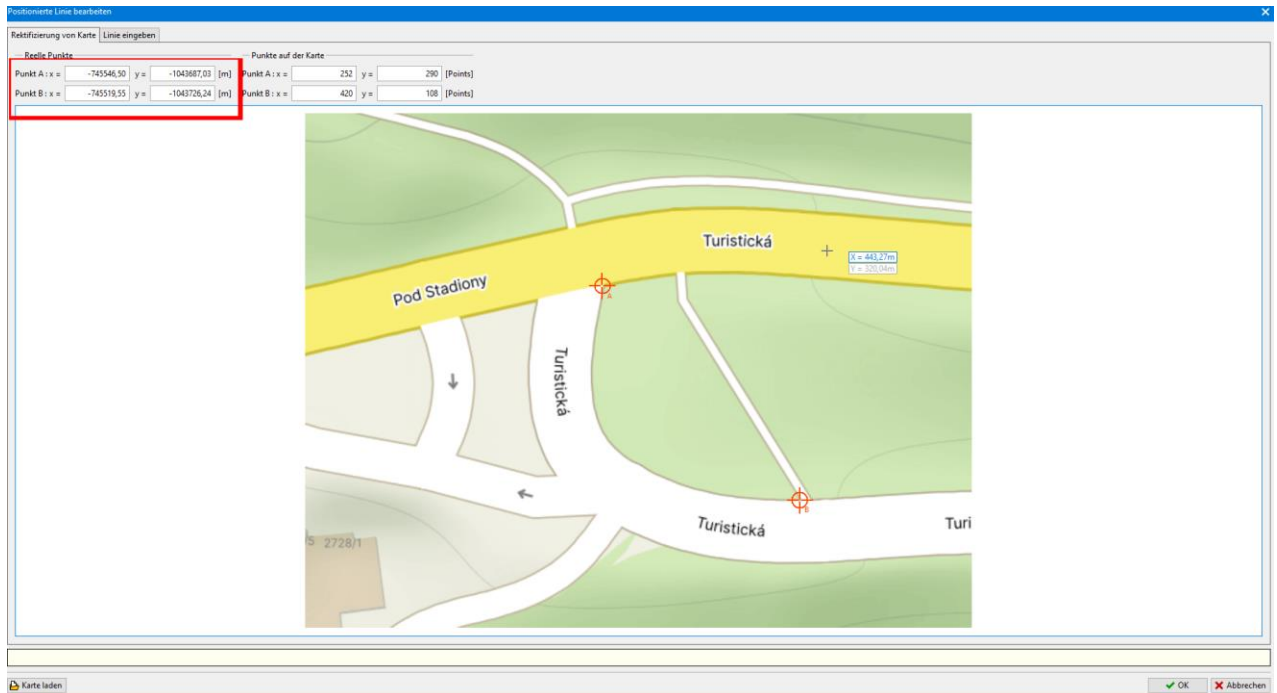 Positionierte Linie bearbeiten
Rektifizierung von Karte Linie eingeben
Reelle Punkte Punkte auf der Karte
Punkt A : x = -745546,50 y = -1043687,03 [m] Punkt A : x = 252 y = 290 [Points]
Punkt B : x = -745519,55 y = -1043726,24 [m] Punkt B : x = 420 y = 108 [Points]
Turistická
X = 443,27m
Y = 320,04m
Pod Stadiony
A
Turistická
B
Turistická
Turi
5 2728/1
Karte laden OK Abbrechen